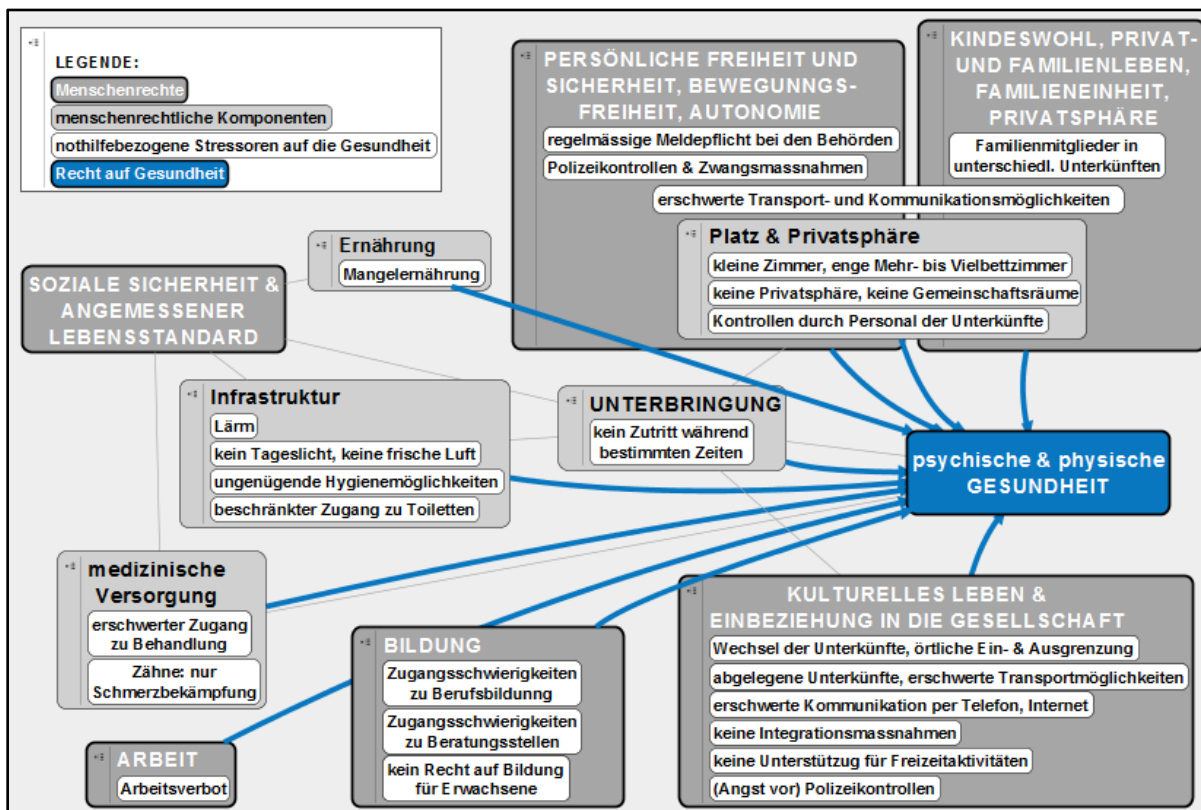 LEGENDE:
Menschenrechte
menschenrechtliche Komponenten
nothilfebezogene Stressoren auf die Gesundheit
Recht auf Gesundheit
PERSÖNLICHE FREIHEIT UND
SICHERHEIT, BEWEGUNNGS-
FREIHEIT, AUTONOMIE
regelmässige Meldepflicht bei den Behörden
Polizeikontrollen & Zwangsmassnahmen
KINDESWOHL, PRIVAT-
UND FAMILIENLEBEN,
FAMILIENEINHEIT,
PRIVATSPHÄRE
Familienmitglieder in
unterschiedl. Unterkünften
erschwerte Transport- und Kommunikationsmöglichkeiten
Platz & Privatsphäre
kleine Zimmer, enge Mehr- bis Vielbettzimmer
keine Privatsphäre, keine Gemeinschaftsräume
Kontrollen durch Personal der Unterkünfte
Ernährung
Mangelernährung
SOZIALE SICHERHEIT &
ANGEMESSENER
LEBENSSTANDARD
Infrastruktur
Lärm
kein Tageslicht, keine frische Luft
ungenügende Hygienemöglichkeiten
beschränkter Zugang zu Toiletten
UNTERBRINGUNG
kein Zutritt während
bestimmten Zeiten
psychische & physische
GESUNDHEIT
medizinische
Versorgung
erschwerter Zugang
zu Behandlung
Zähne: nur
Schmerzbekämpfung
BILDUNG
Zugangsschwierigkeiten
zu Berufsbildunng
Zugangsschwierigkeiten
zu Beratungsstellen
kein Recht auf Bildung
für Erwachsene
ARBEIT
Arbeitsverbot
KULTURELLES LEBEN &
EINBEZIEHUNG IN DIE GESELLSCHAFT
Wechsel der Unterkünfte, örtliche Ein- & Ausgrenzung
abgelegene Unterkünfte, erschwerte Transportmöglichkeiten
erschwerte Kommunikation per Telefon, Internet
keine Integrationsmassnahmen
keine Unterstützug für Freizeitaktivitäten
(Angst vor) Polizeikontrollen